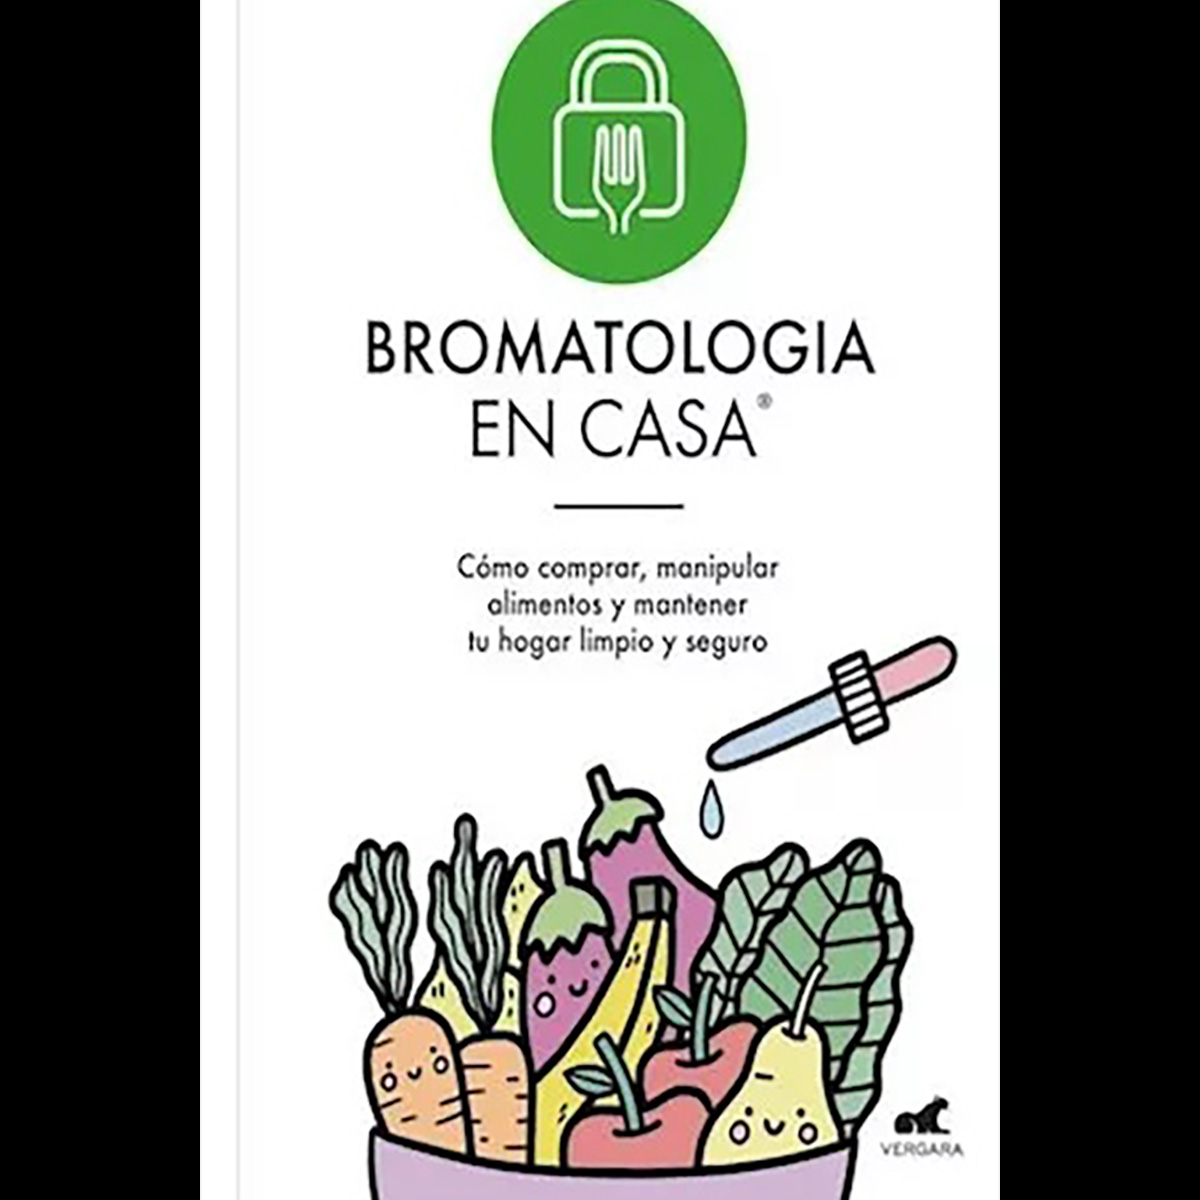 BROMATOLOGIA
EN CASA®
Cómo comprar, manipular
alimentos y mantener
tu hogar limpio y seguro
VERGARA